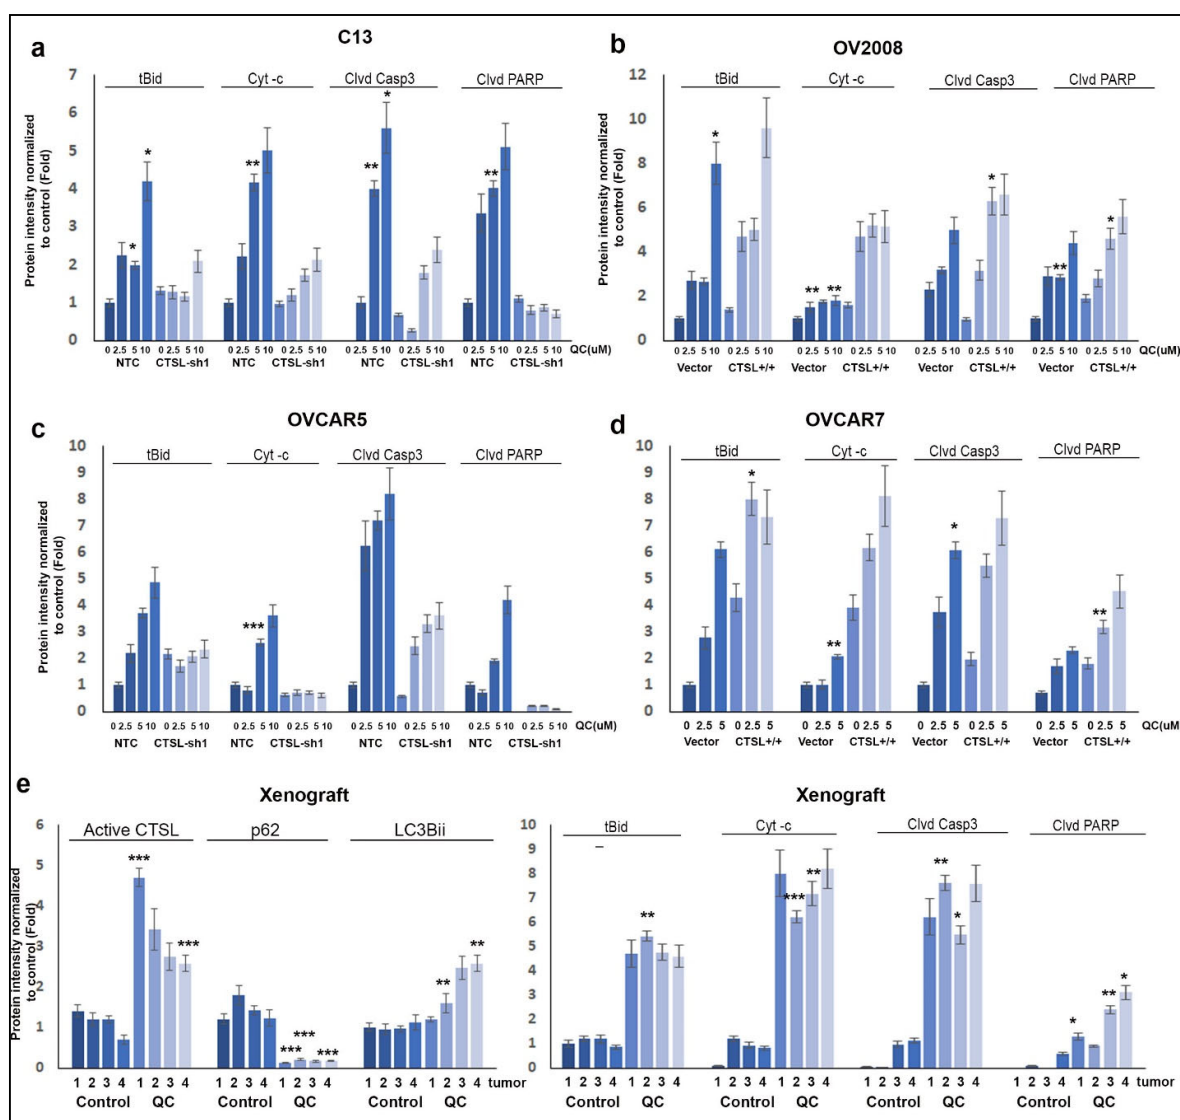 a
C13
tBid Cyt -c Clvd Casp3 Clvd PARP
Protein intensity normalized
to control (Fold)
7
6
5
4
3
2
1
0
* * ** ** * **
0 2.5 5 10 0 2.5 5 10 0 2.5 5 10 0 2.5 5 10 0 2.5 5 10 0 2.5 5 10 0 2.5 5 10 0 2.5 5 10 QC(uM)
NTC CTSL-sh1 NTC CTSL-sh1 NTC CTSL-sh1 NTC CTSL-sh1
b
OV2008
tBid Cyt -c Clvd Casp3 Clvd PARP
Protein intensity normalized
to control (Fold)
12
10
8
6
4
2
0
* ** ** * ** *
0 2.5 5 10 0 2.5 5 10 0 2.5 5 10 0 2.5 5 10 0 2.5 5 10 0 2.5 5 10 0 2.5 5 10 0 2.5 5 10 QC(uM)
Vector CTSL+/+ Vector CTSL+/+ Vector CTSL+/+ Vector CTSL+/+
c
OVCAR5
tBid Cyt -c Clvd Casp3 Clvd PARP
Protein intensity normalized
to control (Fold)
10
9
8
7
6
5
4
3
2
1
0
***
0 2.5 5 10 0 2.5 5 10 0 2.5 5 10 0 2.5 5 10 0 2.5 5 10 0 2.5 5 10 0 2.5 5 10 0 2.5 5 10 QC(uM)
NTC CTSL-sh1 NTC CTSL-sh1 NTC CTSL-sh1 NTC CTSL-sh1
d
OVCAR7
tBid Cyt -c Clvd Casp3 Clvd PARP
Protein intensity normalized
to control (Fold)
10
9
8
7
6
5
4
3
2
1
0
* ** * **
0 2.5 5 0 2.5 5 0 2.5 5 0 2.5 5 0 2.5 5 0 2.5 5 0 2.5 5 0 2.5 5 QC(uM)
Vector CTSL+/+ Vector CTSL+/+ Vector CTSL+/+ Vector CTSL+/+
e
Xenograft
Active CTSL p62 LC3Bii
Protein intensity normalized
to control (Fold)
6
5
4
3
2
1
0
*** *** *** *** *** ** **
1 2 3 4 1 2 3 4 1 2 3 4 1 2 3 4 1 2 3 4 1 2 3 4 tumor
Control QC Control QC Control QC
Xenograft
tBid Cyt -c Clvd Casp3 Clvd PARP
10
9
8
7
6
5
4
3
2
1
0
** *** ** ** * * ** *
1 2 3 4 1 2 3 4 1 2 3 4 1 2 3 4 1 2 3 4 1 2 3 4 1 2 3 4 1 2 3 4 tumor
Control QC Control QC Control QC Control QC